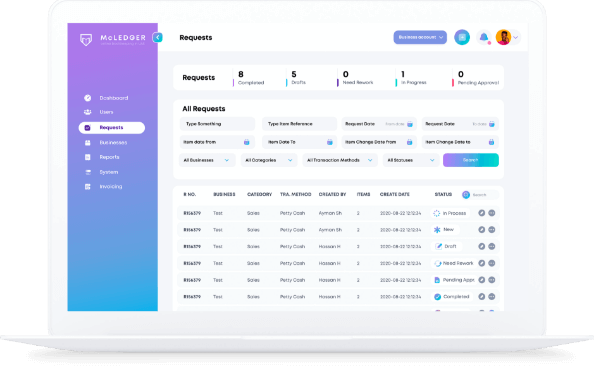 McLEDGER
Requests
Business account
Requests
8 Completed
5 Drafts
0 Need Rework
1 In Progress
0 Pending Approval
Dashboard
Users
Requests
Businesses
Reports
System
Invoicing
All Requests
Type Something
Type Item Reference
Request Date
Request Date
Item date from
Item Date To
Item Change Date from
Item Change Date to
All Businesses
All Categories
All Transaction Methods
All Statuses
Search
R NO. BUSINESS CATEGORY TRA. METHOD CREATED BY ITEMS CREATE DATE STATUS Search
R156379 Test Sales Petty Cash Ayman Sh 2 2020-08-22 12:12:24 In Process
R156379 Test Sales Petty Cash Ayman Sh 2 2020-08-22 12:12:24 New
R156379 Test Sales Petty Cash Hassan H 2 2020-08-22 12:12:24 Draft
R156379 Test Sales Petty Cash Hassan H 2 2020-08-22 12:12:24 Need Rework
R156379 Test Sales Petty Cash Hassan H 2 2020-08-22 12:12:24 Pending Appr
R156379 Test Sales Petty Cash Hassan H 2 2020-08-22 12:12:24 Completed